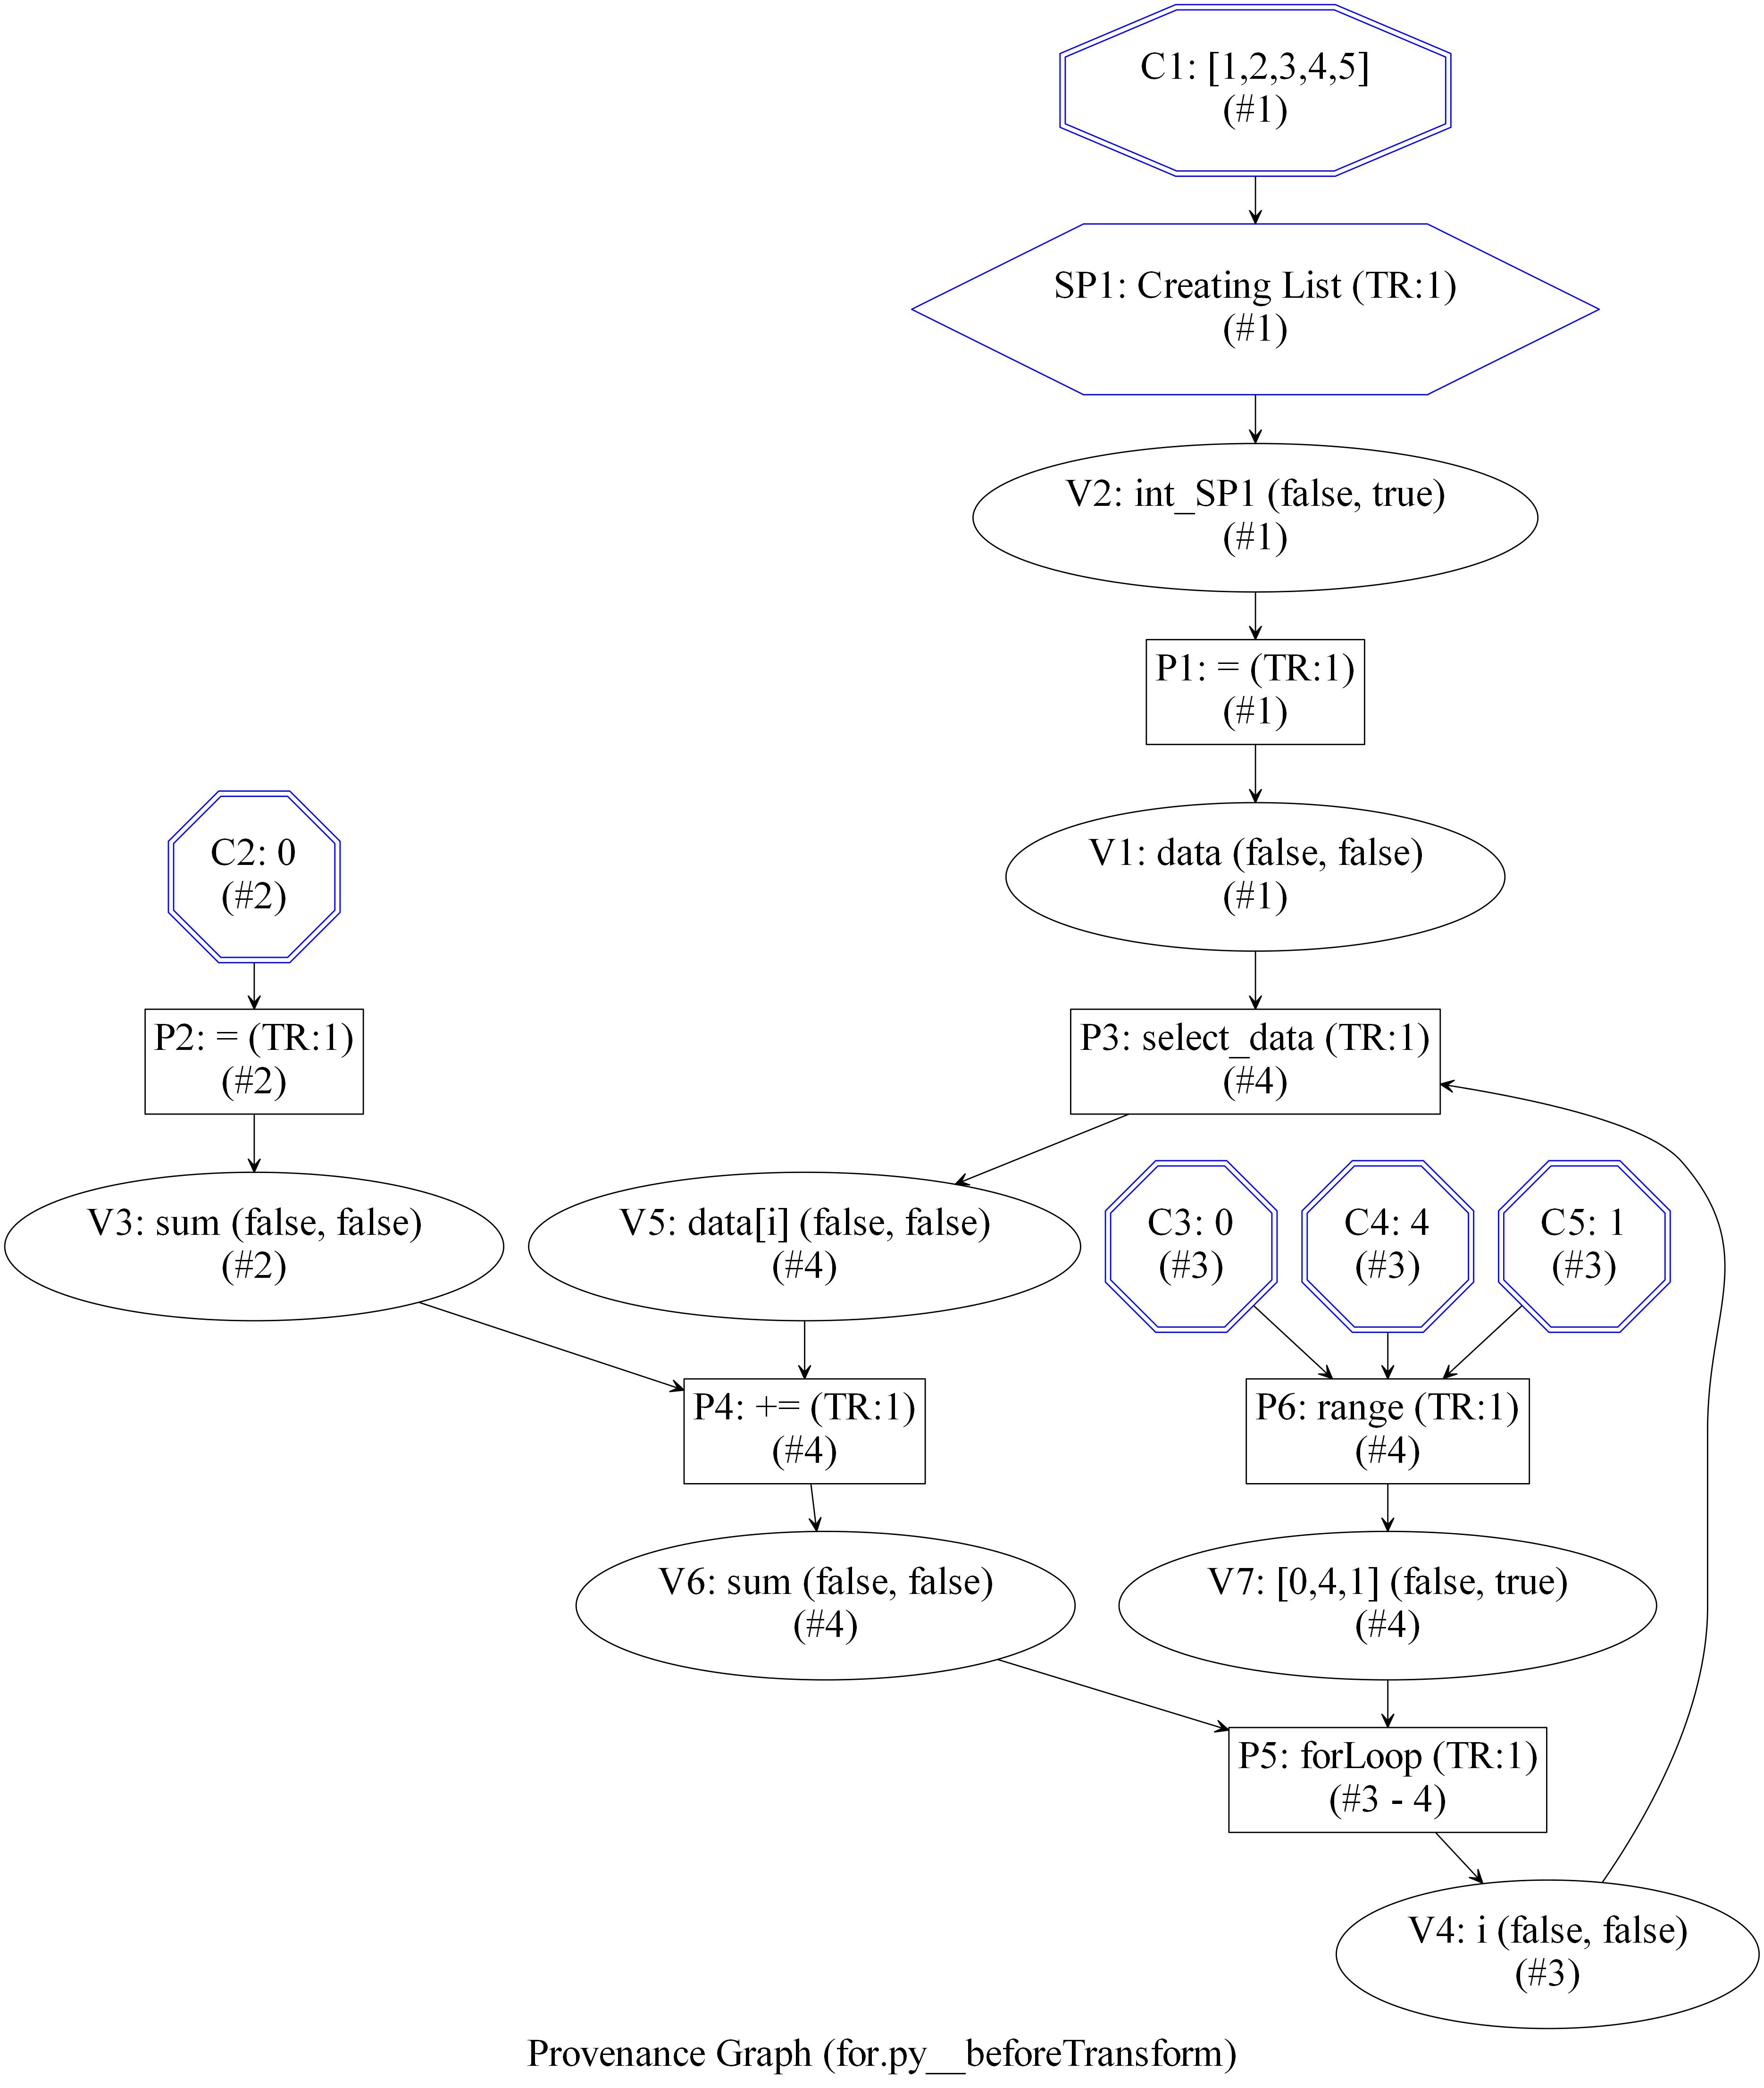 C1: [1,2,3,4,5]
(#1)
SP1: Creating List (TR:1)
(#1)
V2: int_SP1 (false, true)
(#1)
P1: = (TR:1)
(#1)
V1: data (false, false)
(#1)
C2: 0
(#2)
P2: = (TR:1)
(#2)
P3: select_data (TR:1)
(#4)
V3: sum (false, false)
(#2)
V5: data[i] (false, false)
(#4)
C3: 0
(#3)
C4: 4
(#3)
C5: 1
(#3)
P4: += (TR:1)
(#4)
P6: range (TR:1)
(#4)
V6: sum (false, false)
(#4)
V7: [0,4,1] (false, true)
(#4)
P5: forLoop (TR:1)
(#3 - 4)
V4: i (false, false)
(#3)
Provenance Graph (for.py__beforeTransform)